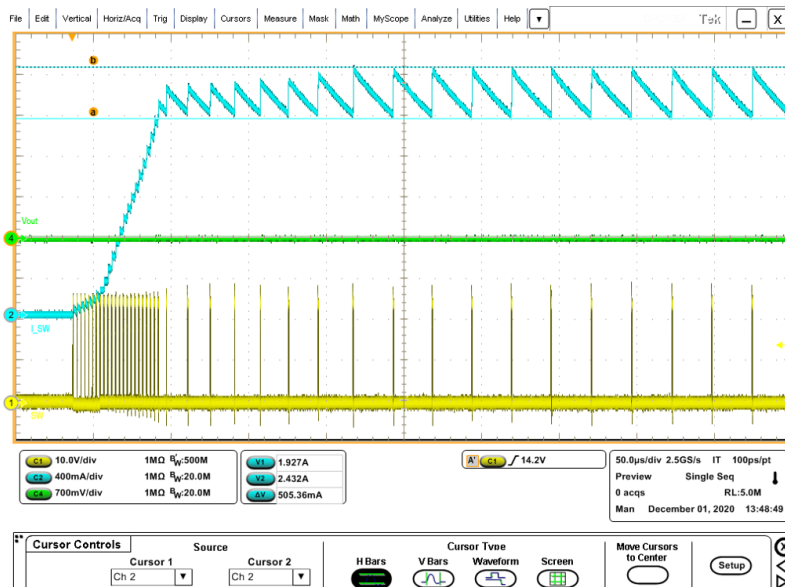 File Edit Vertical Horiz/Acq Trig Display Cursors Measure Mask Math MyScope Analyze Utilities Help Tek X
b
a
Vout
4
2
I_SW
1
SW
C1 10.0V/div 1MΩ BW:500M
C2 400mA/div 1MΩ BW:20.0M
C4 700mV/div 1MΩ BW:20.0M
V1 1.927A
V2 2.432A
ΔV 505.36mA
A' C1 14.2V
50.0µs/div 2.5GS/s IT 100ps/pt
Preview Single Seq
0 acqs RL:5.0M
Man December 01, 2020 13:48:49
Cursor Controls Source Cursor Type Move Cursors to Center
Cursor 1 Cursor 2 H Bars V Bars Waveform Screen Setup
Ch 2 Ch 2